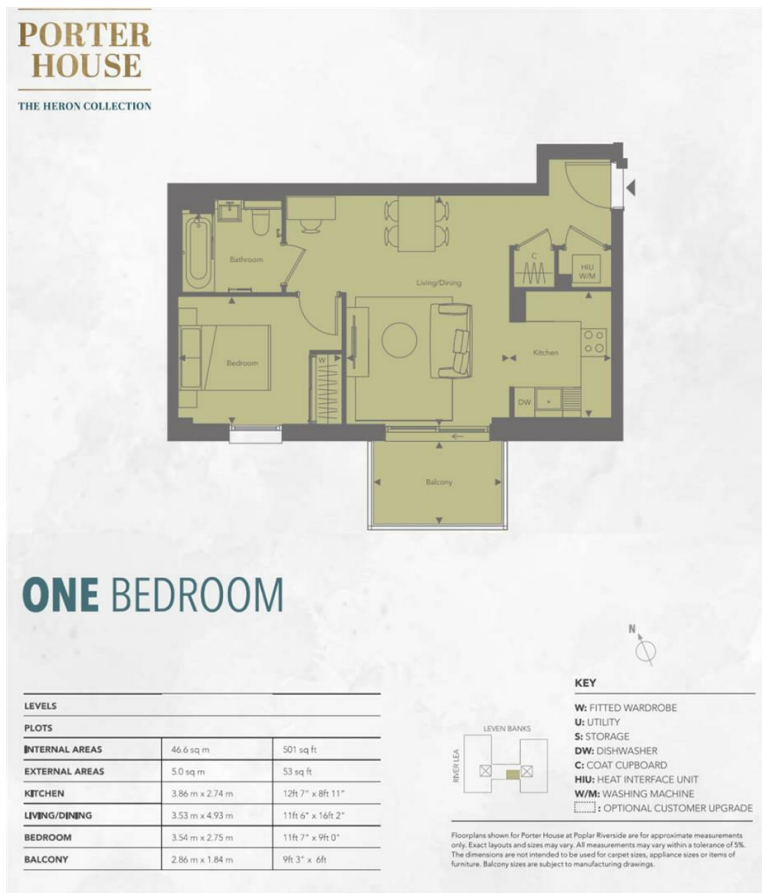 PORTER
HOUSE
THE HERON COLLECTION
Bathroom
C
HIU
W/M
Living/Dining
Kitchen
Bedroom
W
DW
Balcony
ONE BEDROOM
N
KEY
W: FITTED WARDROBE
U: UTILITY
S: STORAGE
DW: DISHWASHER
C: COAT CUPBOARD
HIU: HEAT INTERFACE UNIT
W/M: WASHING MACHINE
: OPTIONAL CUSTOMER UPGRADE
LEVELS
PLOTS
INTERNAL AREAS 46.6 sq m 501 sq ft
EXTERNAL AREAS 5.0 sq m 53 sq ft
KITCHEN 3.86 m x 2.74 m 12ft 7" x 8ft 11"
LIVING/DINING 3.53 m x 4.93 m 11ft 6" x 16ft 2"
BEDROOM 3.54 m x 2.75 m 11ft 7" x 9ft 0"
BALCONY 2.86 m x 1.84 m 9ft 3" x 6ft
LEVEN BANKS
RIVER LEA
Floorplans shown for Porter House at Poplar Riverside are for approximate measurements
only. Exact layouts and sizes may vary. All measurements may vary within a tolerance of 5%.
The dimensions are not intended to be used for carpet sizes, appliance sizes or items of
furniture. Balcony sizes are subject to manufacturing drawings.